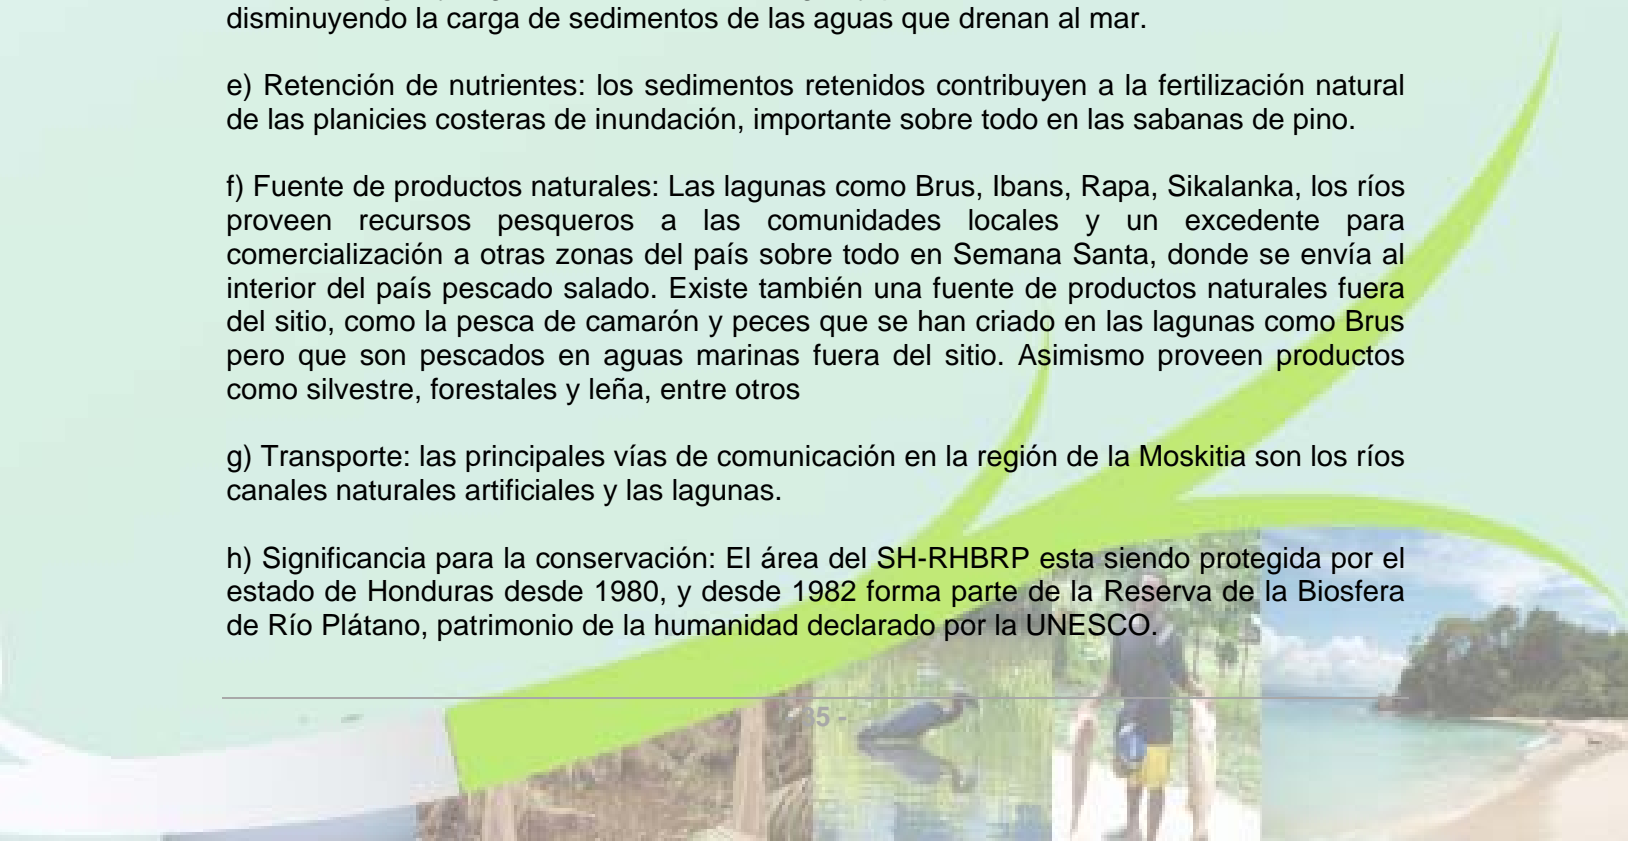 disminuyendo la carga de sedimentos de las aguas que drenan al mar.
e) Retención de nutrientes: los sedimentos retenidos contribuyen a la fertilización natural
de las planicies costeras de inundación, importante sobre todo en las sabanas de pino.
f) Fuente de productos naturales: Las lagunas como Brus, Ibans, Rapa, Sikalanka, los ríos
proveen recursos pesqueros a las comunidades locales y un excedente para
comercialización a otras zonas del país sobre todo en Semana Santa, donde se envía al
interior del país pescado salado. Existe también una fuente de productos naturales fuera
del sitio, como la pesca de camarón y peces que se han criado en las lagunas como Brus
pero que son pescados en aguas marinas fuera del sitio. Asimismo proveen productos
como silvestre, forestales y leña, entre otros
g) Transporte: las principales vías de comunicación en la región de la Moskitia son los ríos
canales naturales artificiales y las lagunas.
h) Significancia para la conservación: El área del SH-RHBRP esta siendo protegida por el
estado de Honduras desde 1980, y desde 1982 forma parte de la Reserva de la Biosfera
de Río Plátano, patrimonio de la humanidad declarado por la UNESCO.